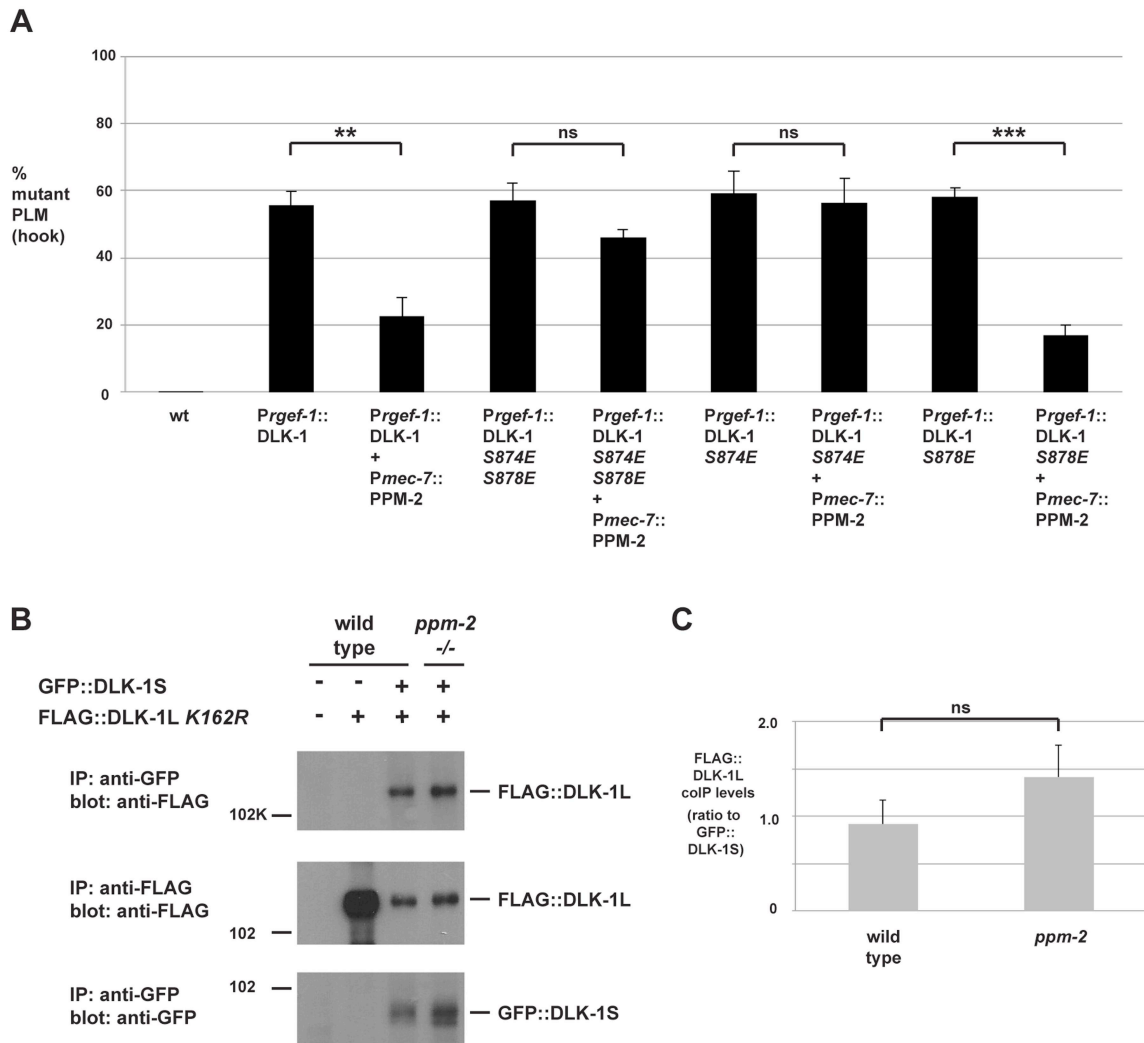 A
100
80
60
40
20
0
%
mutant
PLM
(hook)
**
ns
ns
***
wt
Prgef-1::
DLK-1
Prgef-1::
DLK-1
+
Pmec-7::
PPM-2
Prgef-1::
DLK-1
S874E
S878E
Prgef-1::
DLK-1
S874E
S878E
+
Pmec-7::
PPM-2
Prgef-1::
DLK-1
S874E
Prgef-1::
DLK-1
S874E
+
Pmec-7::
PPM-2
Prgef-1::
DLK-1
S878E
Prgef-1::
DLK-1
S878E
+
Pmec-7::
PPM-2
B
wild
type
ppm-2
-/-
GFP::DLK-1S - - + +
FLAG::DLK-1L K162R - + + +
IP: anti-GFP
blot: anti-FLAG
102K
FLAG::DLK-1L
IP: anti-FLAG
blot: anti-FLAG
102
FLAG::DLK-1L
IP: anti-GFP
blot: anti-GFP
102
GFP::DLK-1S
C
FLAG::
DLK-1L
coIP levels
(ratio to
GFP::
DLK-1S)
2.0
1.0
0
ns
wild
type
ppm-2